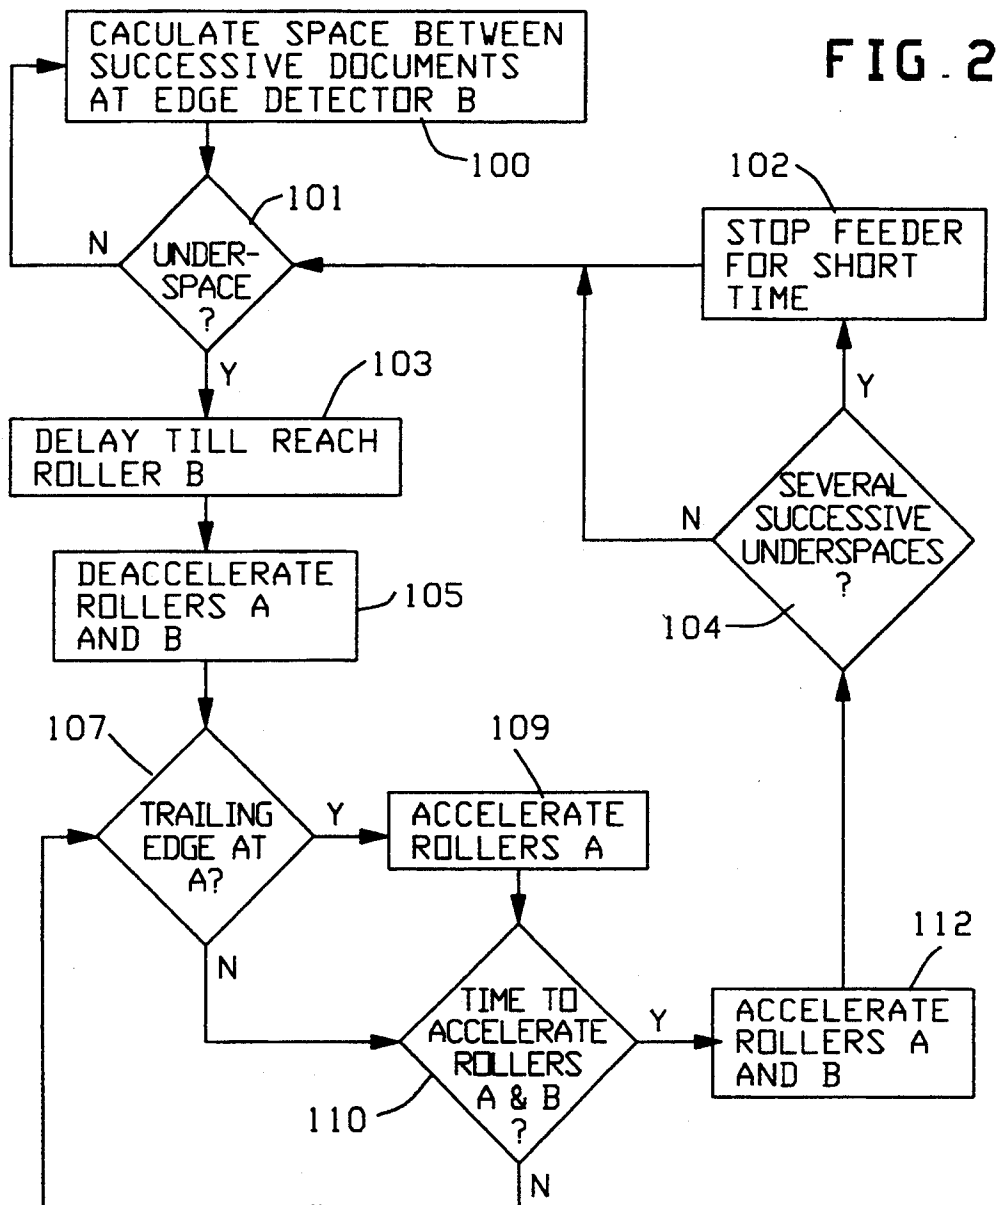 CACULATE SPACE BETWEEN
SUCCESSIVE DOCUMENTS
AT EDGE DETECTOR B
FIG. 2
100
101
102
N
UNDER-
SPACE
?
STOP FEEDER
FOR SHORT
TIME
Y
103
Y
DELAY TILL REACH
ROLLER B
SEVERAL
SUCCESSIVE
UNDERSPACES
?
N
DEACCELERATE
ROLLERS A
AND B
105
104
107
109
TRAILING
EDGE AT
A?
Y
ACCELERATE
ROLLERS A
N
112
TIME TO
ACCELERATE
ROLLERS
A & B
?
Y
ACCELERATE
ROLLERS A
AND B
110
N